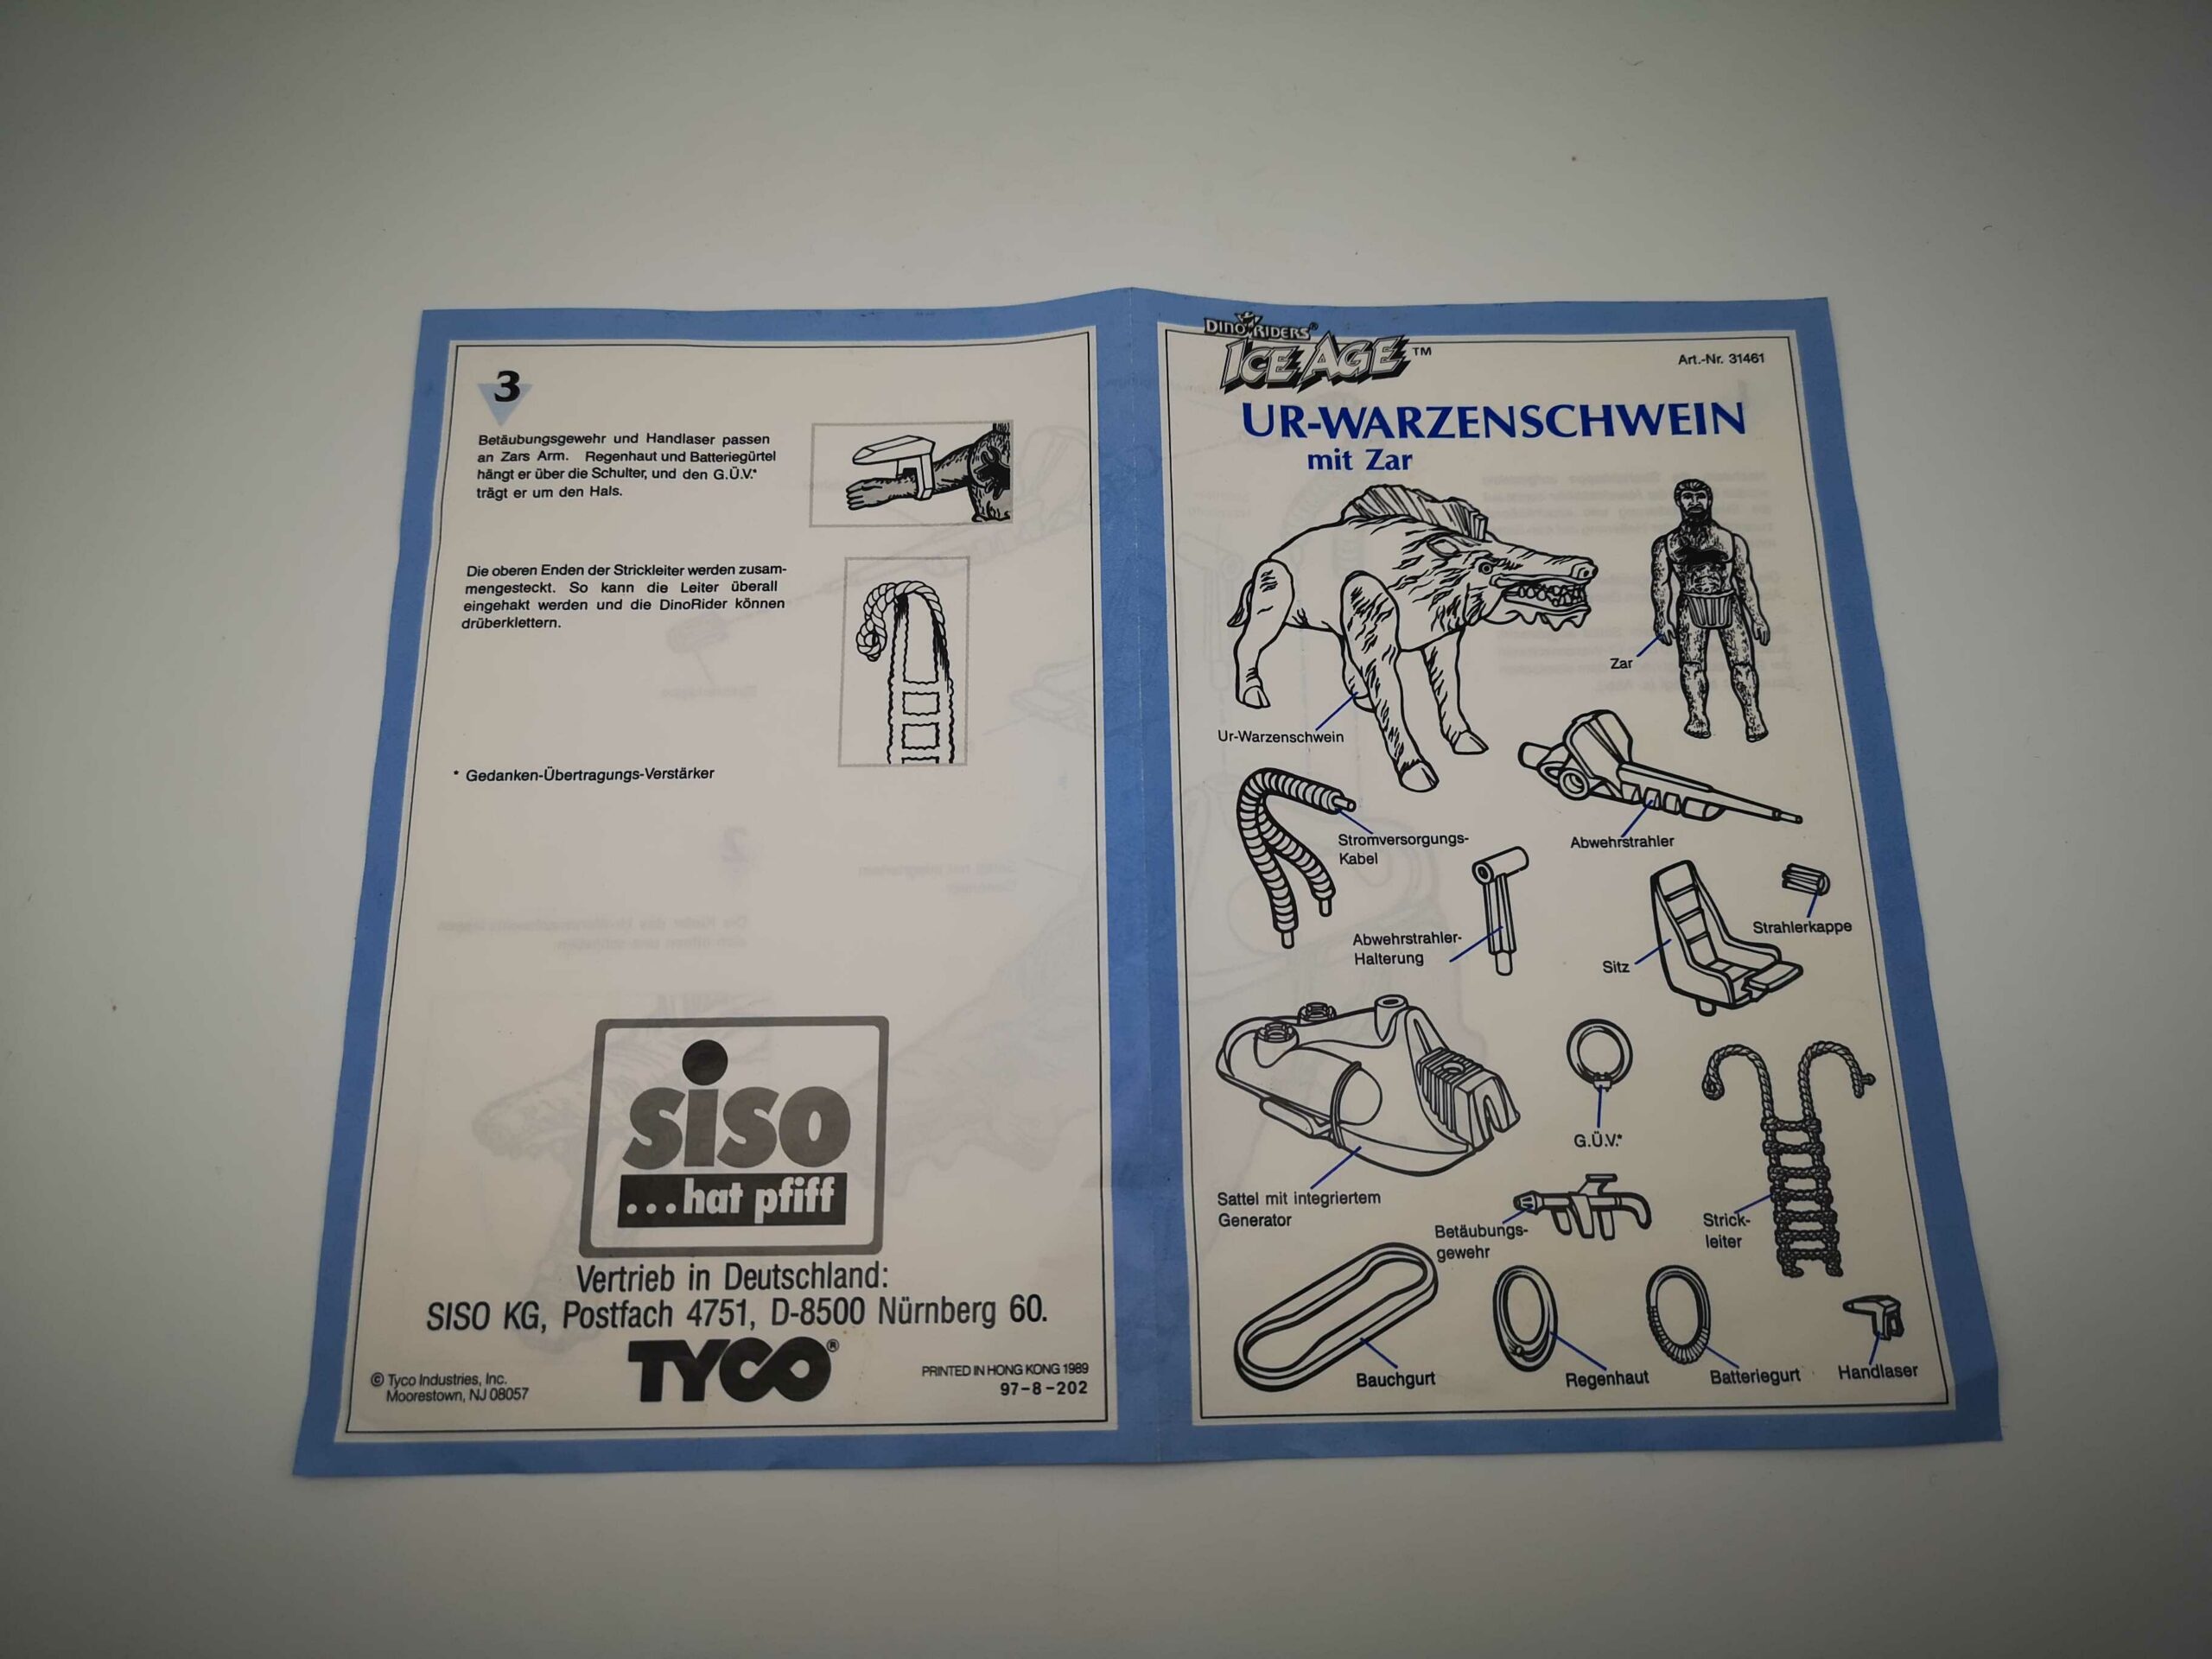 3
Betäubungsgewehr und Handlaser passen
an Zars Arm. Regenhaut und Batteriegürtel
hängt er über die Schulter, und den G.Ü.V.*
trägt er um den Hals.
Die oberen Enden der Strickleiter werden zusam-
mengesteckt. So kann die Leiter überall
eingehakt werden und die DinoRider können
drüberklettern.
* Gedanken-Übertragungs-Verstärker
siso
...hat pfiff
Vertrieb in Deutschland:
SISO KG, Postfach 4751, D-8500 Nürnberg 60.
TYCO®
© Tyco Industries, Inc.
Moorestown, NJ 08057
PRINTED IN HONG KONG 1989
97-8-202
DINO RIDERS®
ICE AGE™
Art.-Nr. 31461
UR-WARZENSCHWEIN
mit Zar
Zar
Ur-Warzenschwein
Stromversorgungs-
Kabel
Abwehrstrahler
Abwehrstrahler-
Halterung
Sitz
Strahlerkappe
Sattel mit integriertem
Generator
G.Ü.V.*
Betäubungs-
gewehr
Strick-
leiter
Bauchgurt
Regenhaut
Batteriegurt
Handlaser